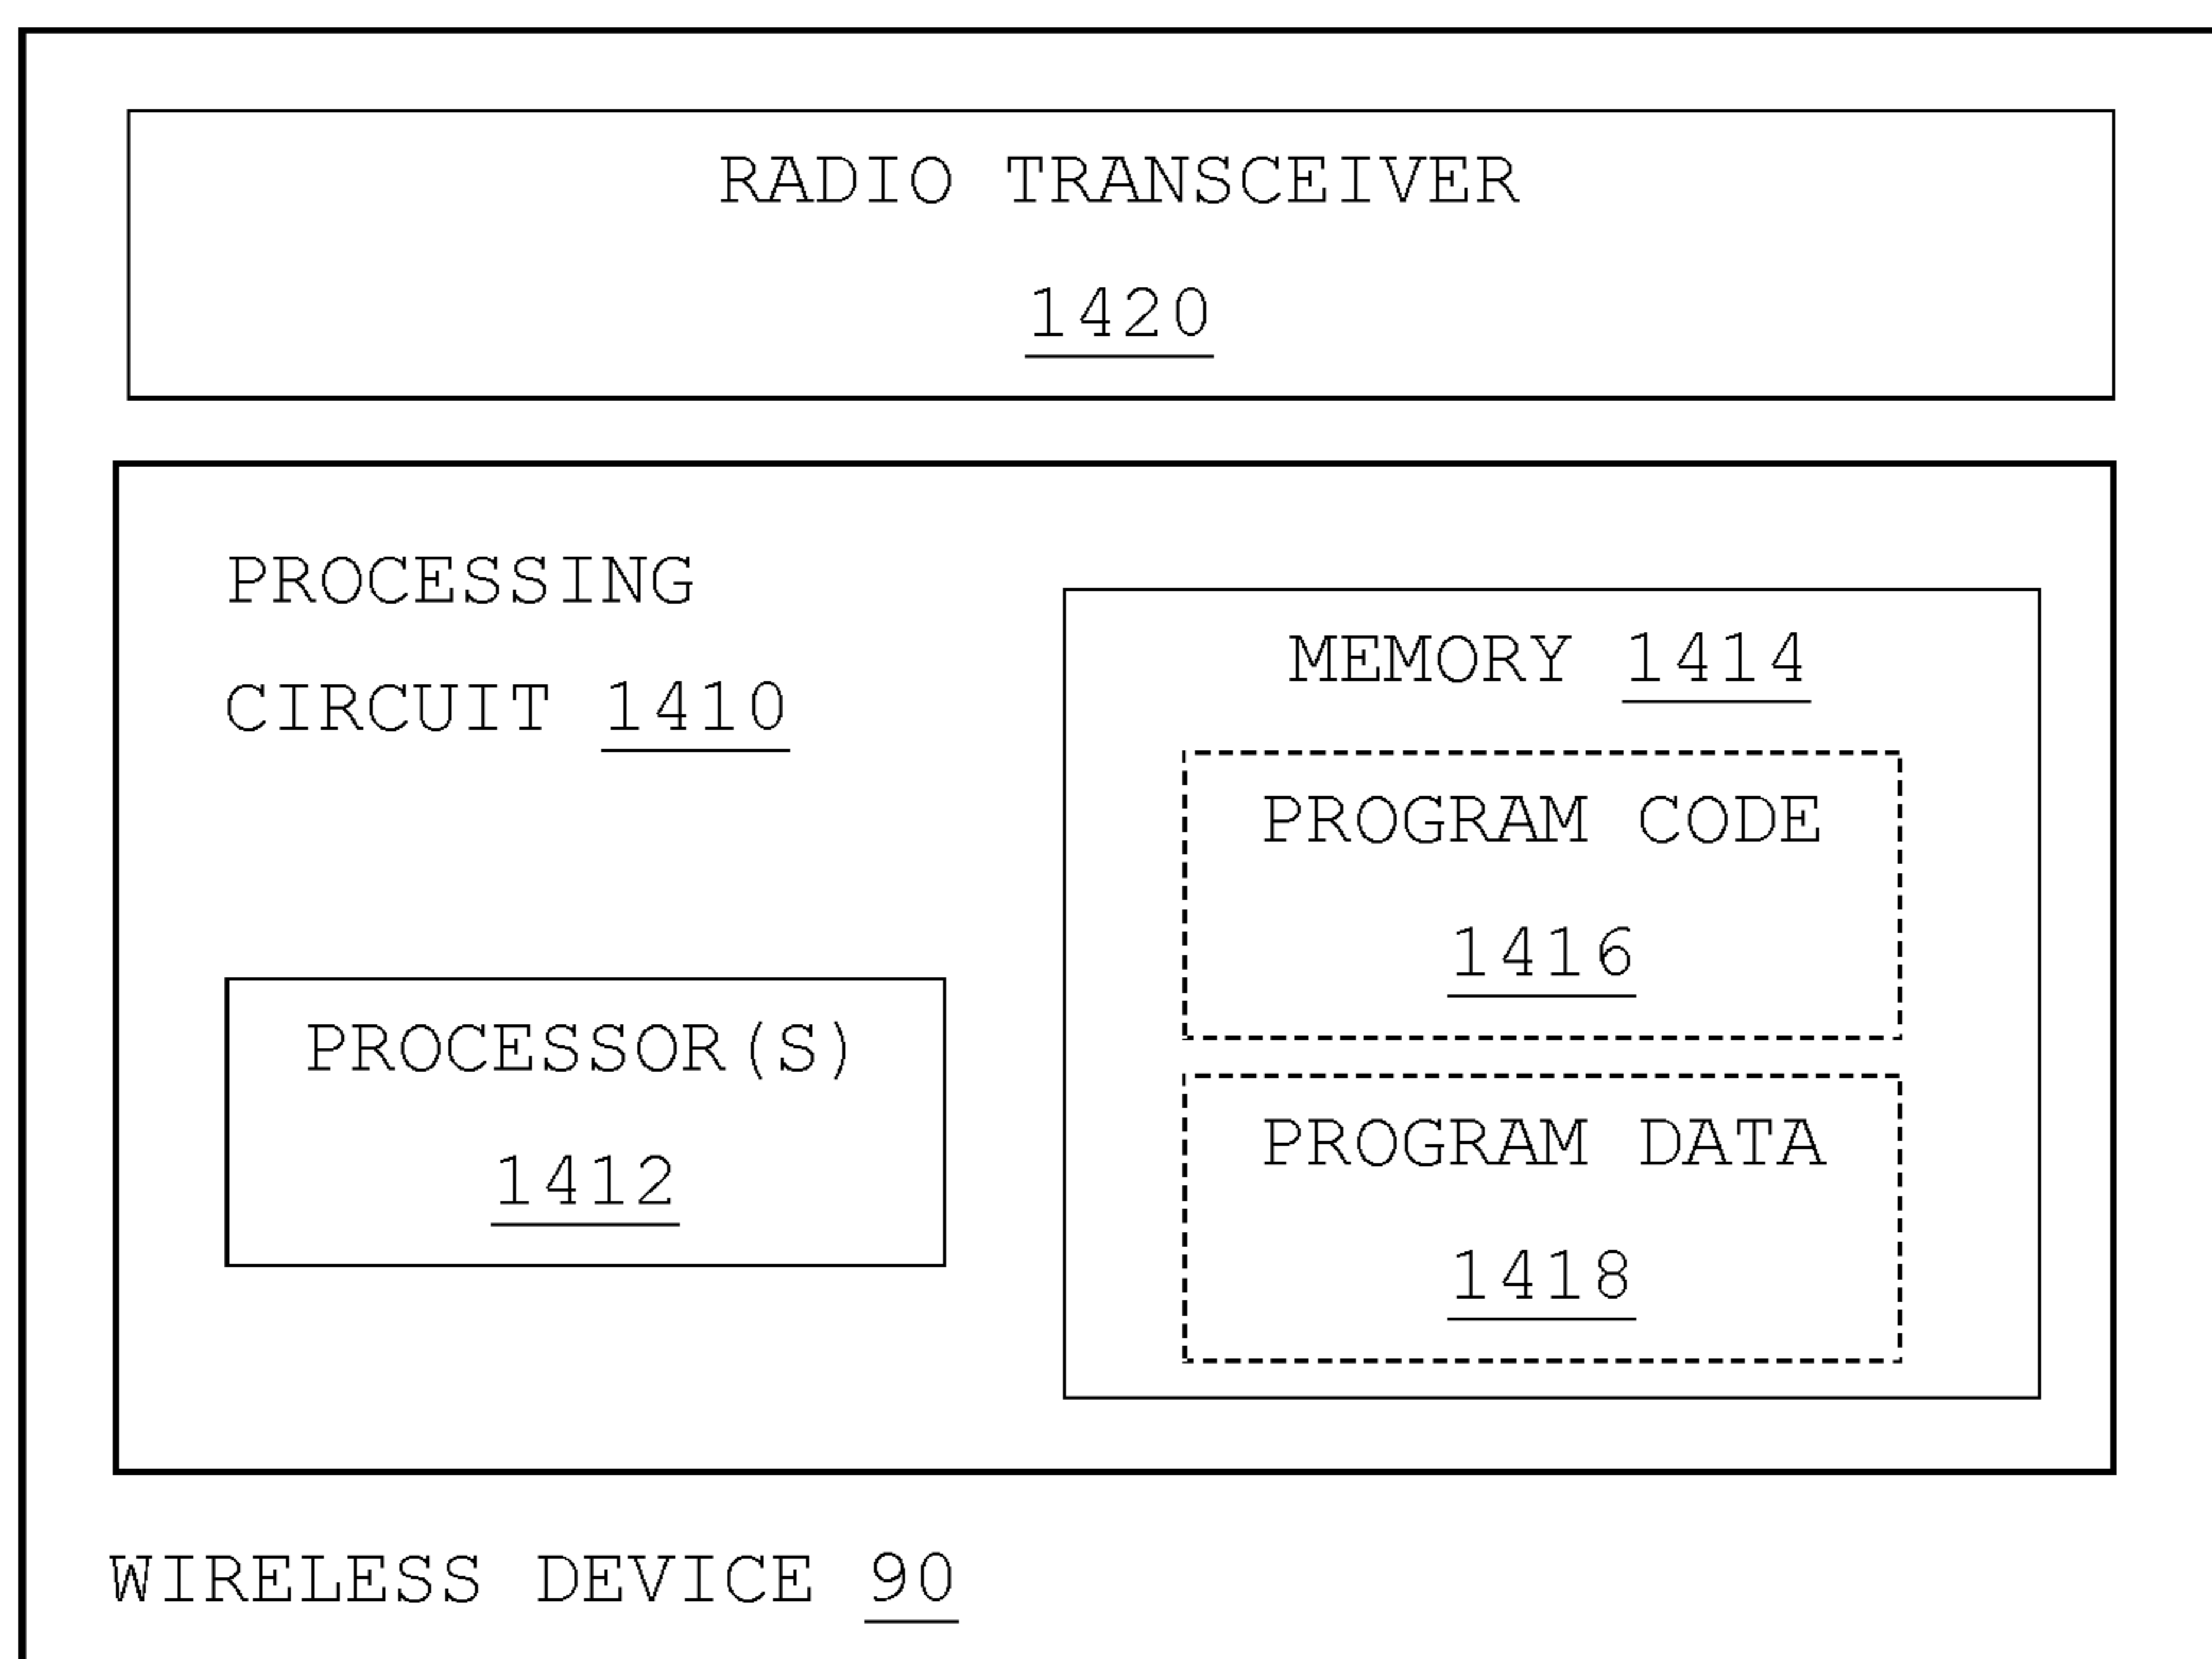 RADIO TRANSCEIVER
1420
PROCESSING
CIRCUIT 1410
PROCESSOR(S)
1412
MEMORY 1414
PROGRAM CODE
1416
PROGRAM DATA
1418
WIRELESS DEVICE 90